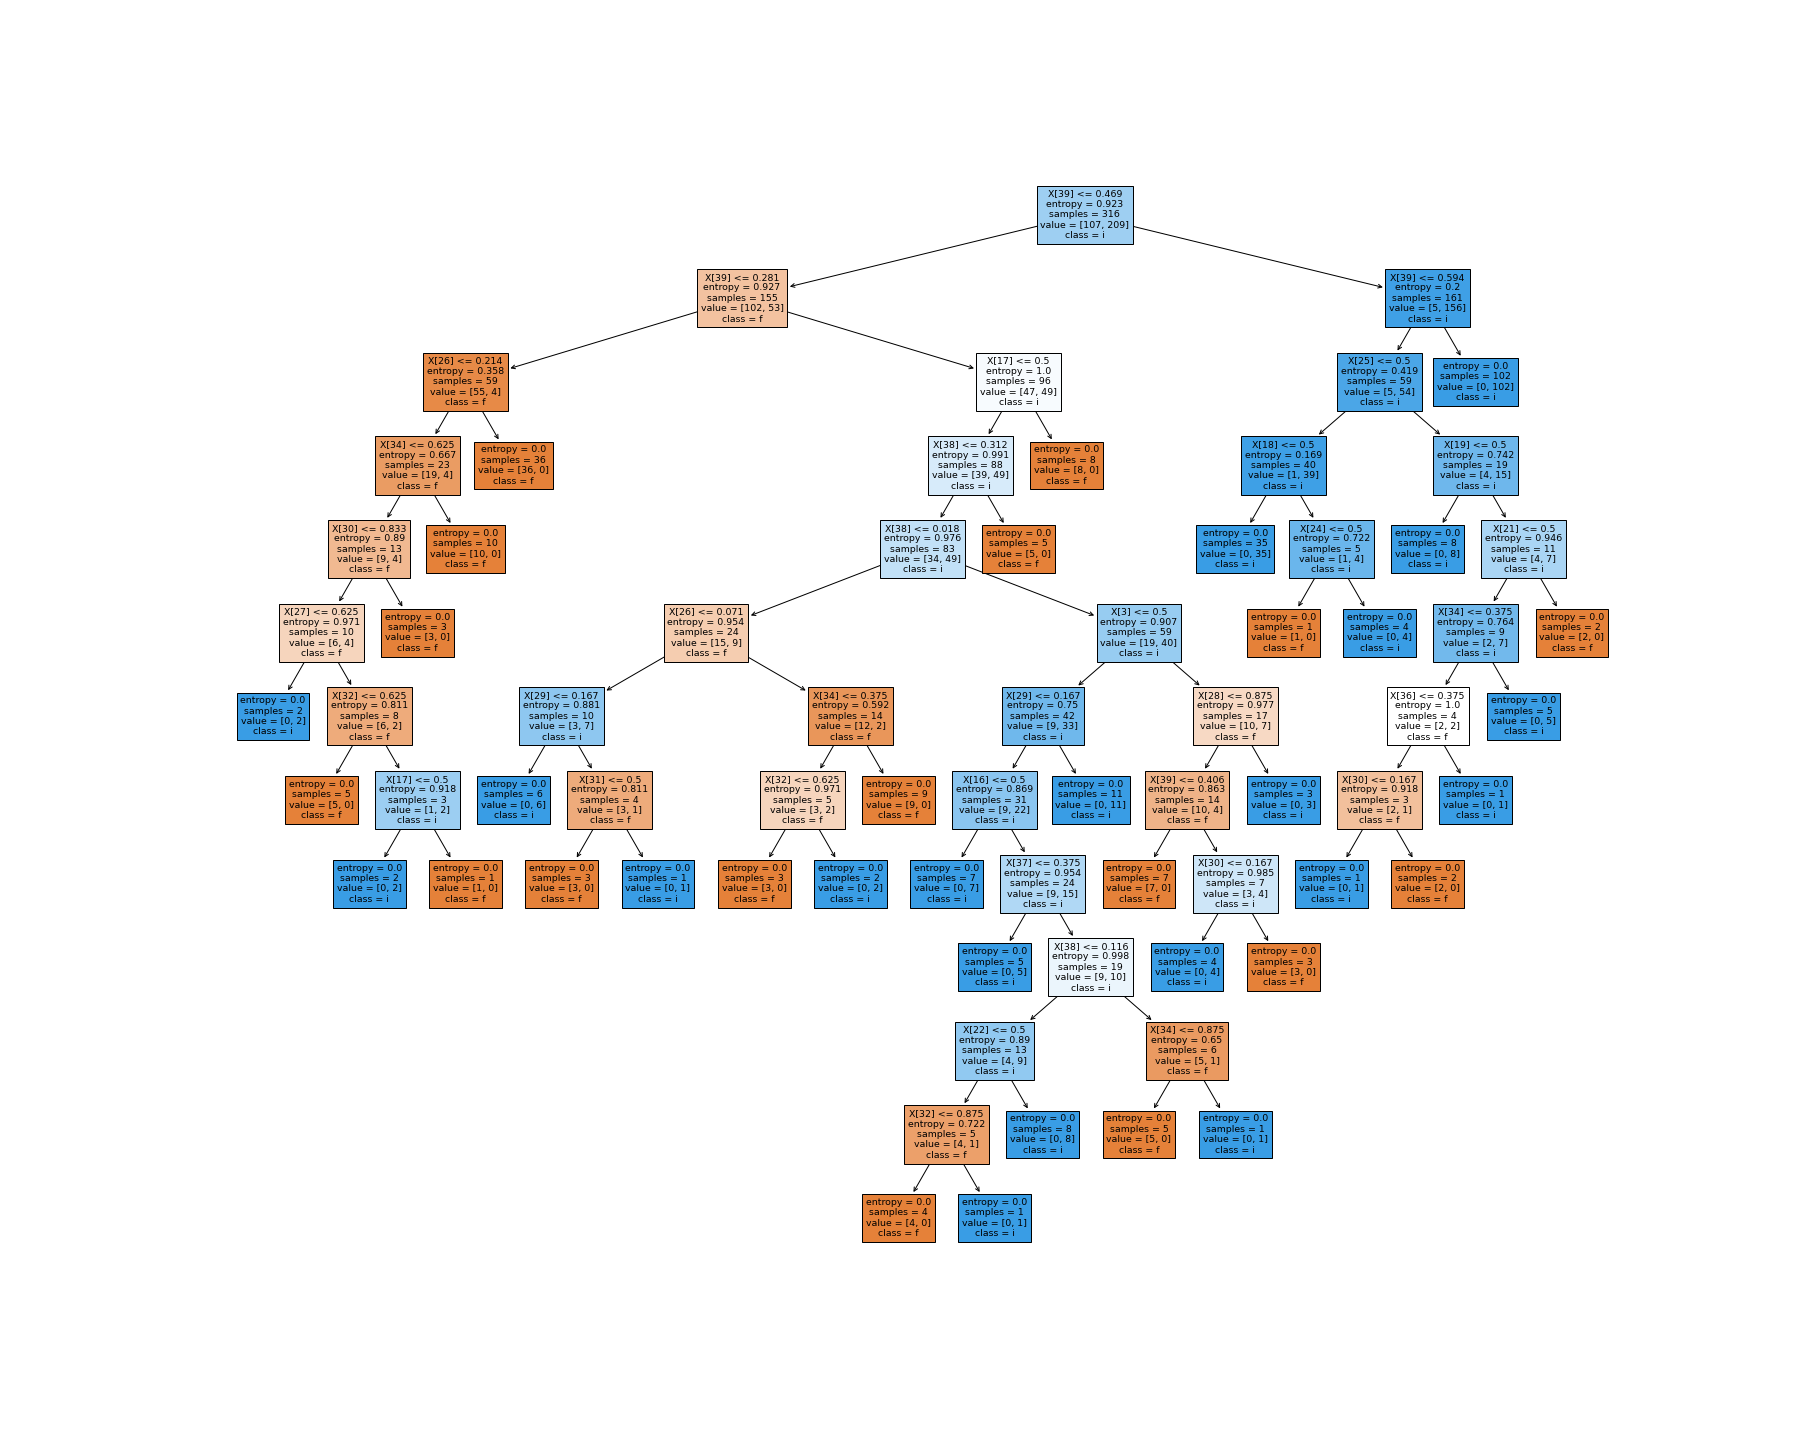 X[39] <= 0.469
entropy = 0.923
samples = 316
value = [107, 209]
class = i
X[39] <= 0.281
entropy = 0.927
samples = 155
value = [102, 53]
class = f
X[39] <= 0.594
entropy = 0.2
samples = 161
value = [5, 156]
class = i
X[26] <= 0.214
entropy = 0.358
samples = 59
value = [55, 4]
class = f
X[17] <= 0.5
entropy = 1.0
samples = 96
value = [47, 49]
class = i
X[25] <= 0.5
entropy = 0.419
samples = 59
value = [5, 54]
class = i
entropy = 0.0
samples = 102
value = [0, 102]
class = i
X[34] <= 0.625
entropy = 0.667
samples = 23
value = [19, 4]
class = f
entropy = 0.0
samples = 36
value = [36, 0]
class = f
X[38] <= 0.312
entropy = 0.991
samples = 88
value = [39, 49]
class = i
entropy = 0.0
samples = 8
value = [8, 0]
class = f
X[18] <= 0.5
entropy = 0.169
samples = 40
value = [1, 39]
class = i
X[19] <= 0.5
entropy = 0.742
samples = 19
value = [4, 15]
class = i
X[30] <= 0.833
entropy = 0.89
samples = 13
value = [9, 4]
class = f
entropy = 0.0
samples = 10
value = [10, 0]
class = f
X[38] <= 0.018
entropy = 0.976
samples = 83
value = [34, 49]
class = i
entropy = 0.0
samples = 5
value = [5, 0]
class = f
entropy = 0.0
samples = 35
value = [0, 35]
class = i
X[24] <= 0.5
entropy = 0.722
samples = 5
value = [1, 4]
class = i
entropy = 0.0
samples = 8
value = [0, 8]
class = i
X[21] <= 0.5
entropy = 0.946
samples = 11
value = [4, 7]
class = i
X[27] <= 0.625
entropy = 0.971
samples = 10
value = [6, 4]
class = f
entropy = 0.0
samples = 3
value = [3, 0]
class = f
X[26] <= 0.071
entropy = 0.954
samples = 24
value = [15, 9]
class = f
X[3] <= 0.5
entropy = 0.907
samples = 59
value = [19, 40]
class = i
entropy = 0.0
samples = 1
value = [1, 0]
class = f
entropy = 0.0
samples = 4
value = [0, 4]
class = i
X[34] <= 0.375
entropy = 0.764
samples = 9
value = [2, 7]
class = i
entropy = 0.0
samples = 2
value = [2, 0]
class = f
entropy = 0.0
samples = 2
value = [0, 2]
class = i
X[32] <= 0.625
entropy = 0.811
samples = 8
value = [6, 2]
class = f
X[29] <= 0.167
entropy = 0.881
samples = 10
value = [3, 7]
class = i
X[34] <= 0.375
entropy = 0.592
samples = 14
value = [12, 2]
class = f
X[29] <= 0.167
entropy = 0.75
samples = 42
value = [9, 33]
class = i
X[28] <= 0.875
entropy = 0.977
samples = 17
value = [10, 7]
class = f
X[36] <= 0.375
entropy = 1.0
samples = 4
value = [2, 2]
class = f
entropy = 0.0
samples = 5
value = [0, 5]
class = i
entropy = 0.0
samples = 5
value = [5, 0]
class = f
X[17] <= 0.5
entropy = 0.918
samples = 3
value = [1, 2]
class = i
entropy = 0.0
samples = 6
value = [0, 6]
class = i
X[31] <= 0.5
entropy = 0.811
samples = 4
value = [3, 1]
class = f
X[32] <= 0.625
entropy = 0.971
samples = 5
value = [3, 2]
class = f
entropy = 0.0
samples = 9
value = [9, 0]
class = f
X[16] <= 0.5
entropy = 0.869
samples = 31
value = [9, 22]
class = i
entropy = 0.0
samples = 11
value = [0, 11]
class = i
X[39] <= 0.406
entropy = 0.863
samples = 14
value = [10, 4]
class = f
entropy = 0.0
samples = 3
value = [0, 3]
class = i
X[30] <= 0.167
entropy = 0.918
samples = 3
value = [2, 1]
class = f
entropy = 0.0
samples = 1
value = [0, 1]
class = i
entropy = 0.0
samples = 2
value = [0, 2]
class = i
entropy = 0.0
samples = 1
value = [1, 0]
class = f
entropy = 0.0
samples = 3
value = [3, 0]
class = f
entropy = 0.0
samples = 1
value = [0, 1]
class = i
entropy = 0.0
samples = 3
value = [3, 0]
class = f
entropy = 0.0
samples = 2
value = [0, 2]
class = i
entropy = 0.0
samples = 7
value = [0, 7]
class = i
X[37] <= 0.375
entropy = 0.954
samples = 24
value = [9, 15]
class = i
entropy = 0.0
samples = 7
value = [7, 0]
class = f
X[30] <= 0.167
entropy = 0.985
samples = 7
value = [3, 4]
class = i
entropy = 0.0
samples = 1
value = [0, 1]
class = i
entropy = 0.0
samples = 2
value = [2, 0]
class = f
entropy = 0.0
samples = 5
value = [0, 5]
class = i
X[38] <= 0.116
entropy = 0.998
samples = 19
value = [9, 10]
class = i
entropy = 0.0
samples = 4
value = [0, 4]
class = i
entropy = 0.0
samples = 3
value = [3, 0]
class = f
X[22] <= 0.5
entropy = 0.89
samples = 13
value = [4, 9]
class = i
X[34] <= 0.875
entropy = 0.65
samples = 6
value = [5, 1]
class = f
X[32] <= 0.875
entropy = 0.722
samples = 5
value = [4, 1]
class = f
entropy = 0.0
samples = 8
value = [0, 8]
class = i
entropy = 0.0
samples = 5
value = [5, 0]
class = f
entropy = 0.0
samples = 1
value = [0, 1]
class = i
entropy = 0.0
samples = 4
value = [4, 0]
class = f
entropy = 0.0
samples = 1
value = [0, 1]
class = i